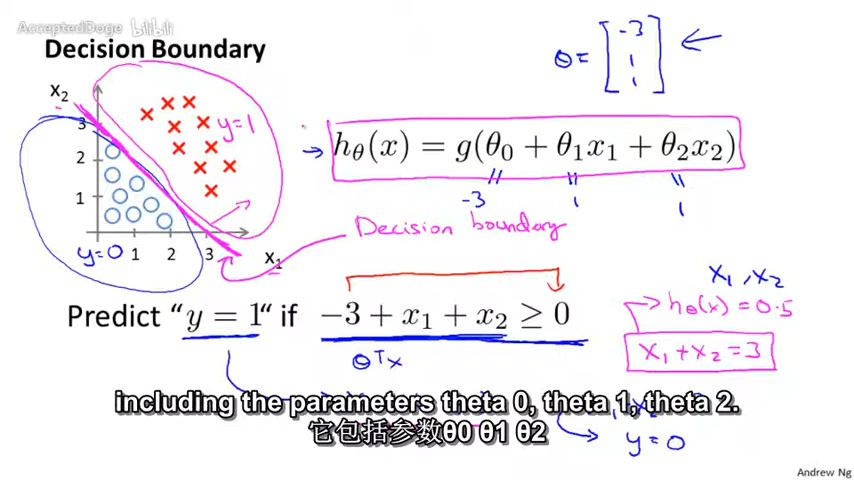 AcceptedDoge bilibili
Decision Boundary
θ = [-3 1 1]
x₂
3
2
1
y=1
hθ(x) = g(θ₀ + θ₁x₁ + θ₂x₂)
-3 1 1
Decision boundary
y=0 1 2 3 x₁
x₁, x₂
Predict “y = 1“ if −3 + x₁ + x₂ ≥ 0
hθ(x) = 0.5
x₁ + x₂ = 3
θᵀx
including the parameters theta 0, theta 1, theta 2.
它包括参数θ0 θ1 θ2
y=0
Andrew Ng